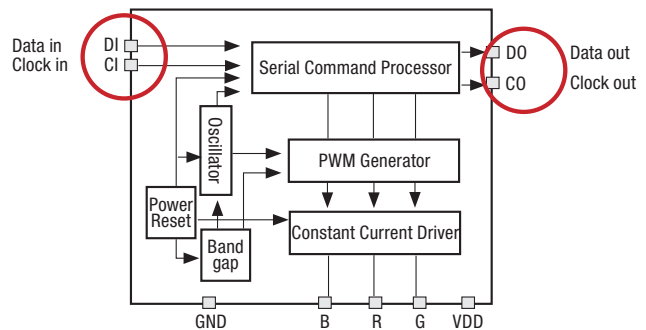 Data in
Clock in
DI
CI
Serial Command Processor
DO
CO
Data out
Clock out
Oscillator
PWM Generator
Power
Reset
Band
gap
Constant Current Driver
GND
B
R
G
VDD